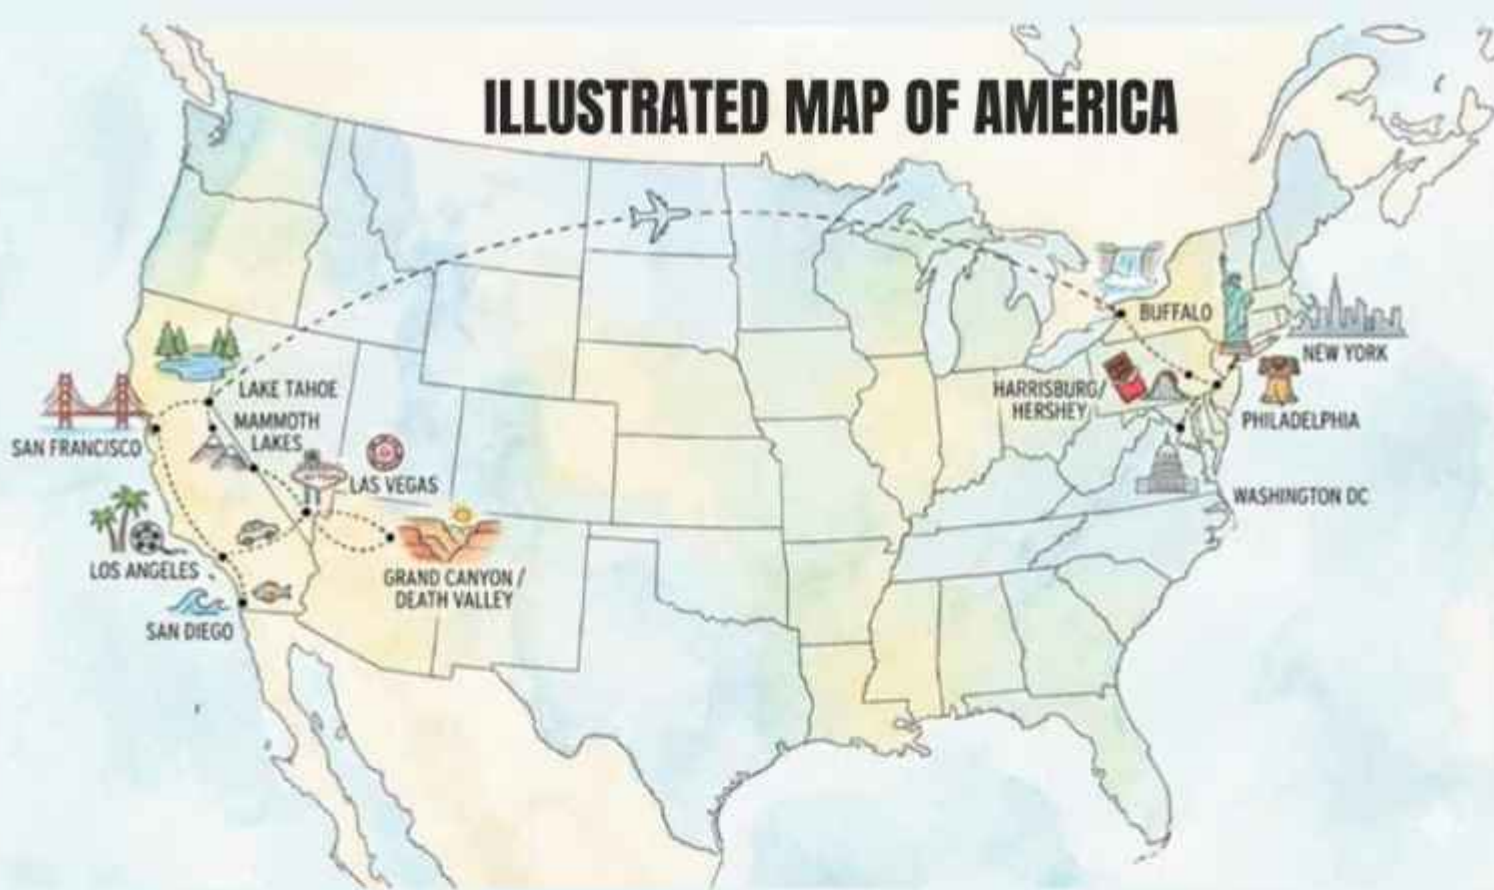 ILLUSTRATED MAP OF AMERICA
BUFFALO
NEW YORK
HARRISBURG/
HERSHEY
PHILADELPHIA
WASHINGTON DC
LAKE TAHOE
MAMMOTH
LAKES
SAN FRANCISCO
LAS VEGAS
LOS ANGELES
GRAND CANYON /
DEATH VALLEY
SAN DIEGO